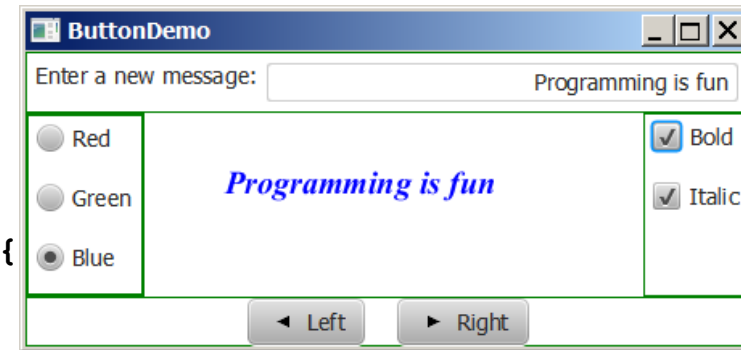 ButtonDemo
Enter a new message: Programming is fun
Red
Green
{
Blue
Programming is fun
Bold
Italic
◄ Left ► Right